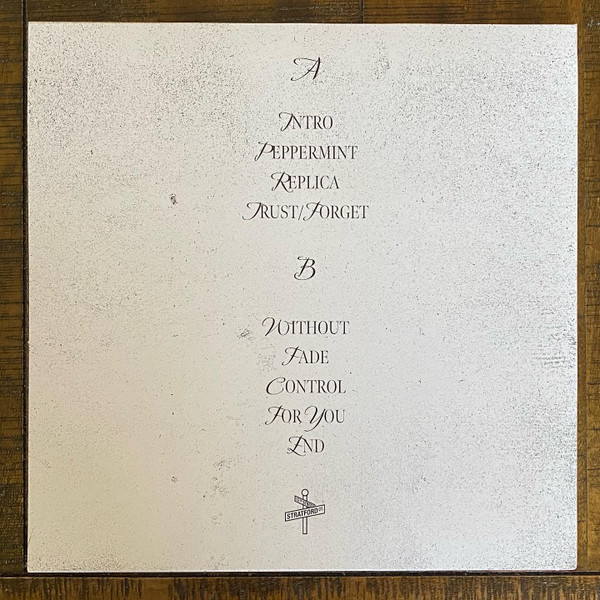 A
INTRO
PEPPERMINT
REPLICA
TRUST/FORGET
B
WITHOUT
FADE
CONTROL
FOR YOU
END
STRATFORD